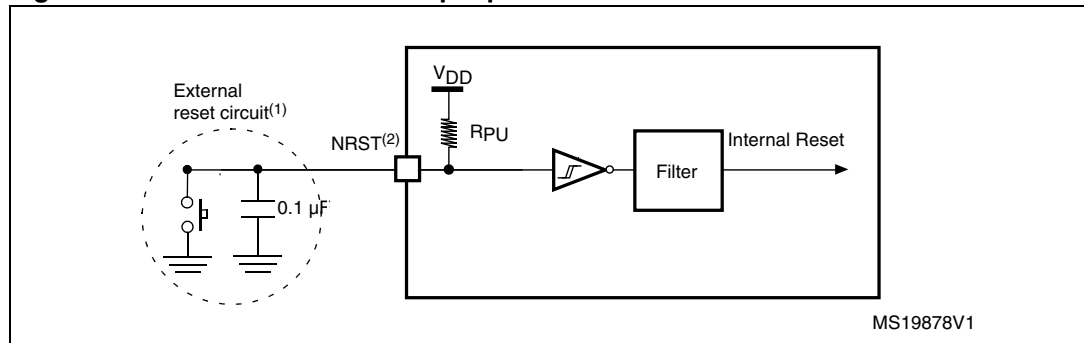 External
reset circuit(1)
VDD
NRST(2)
RPU
Internal Reset
Filter
0.1 µF
MS19878V1